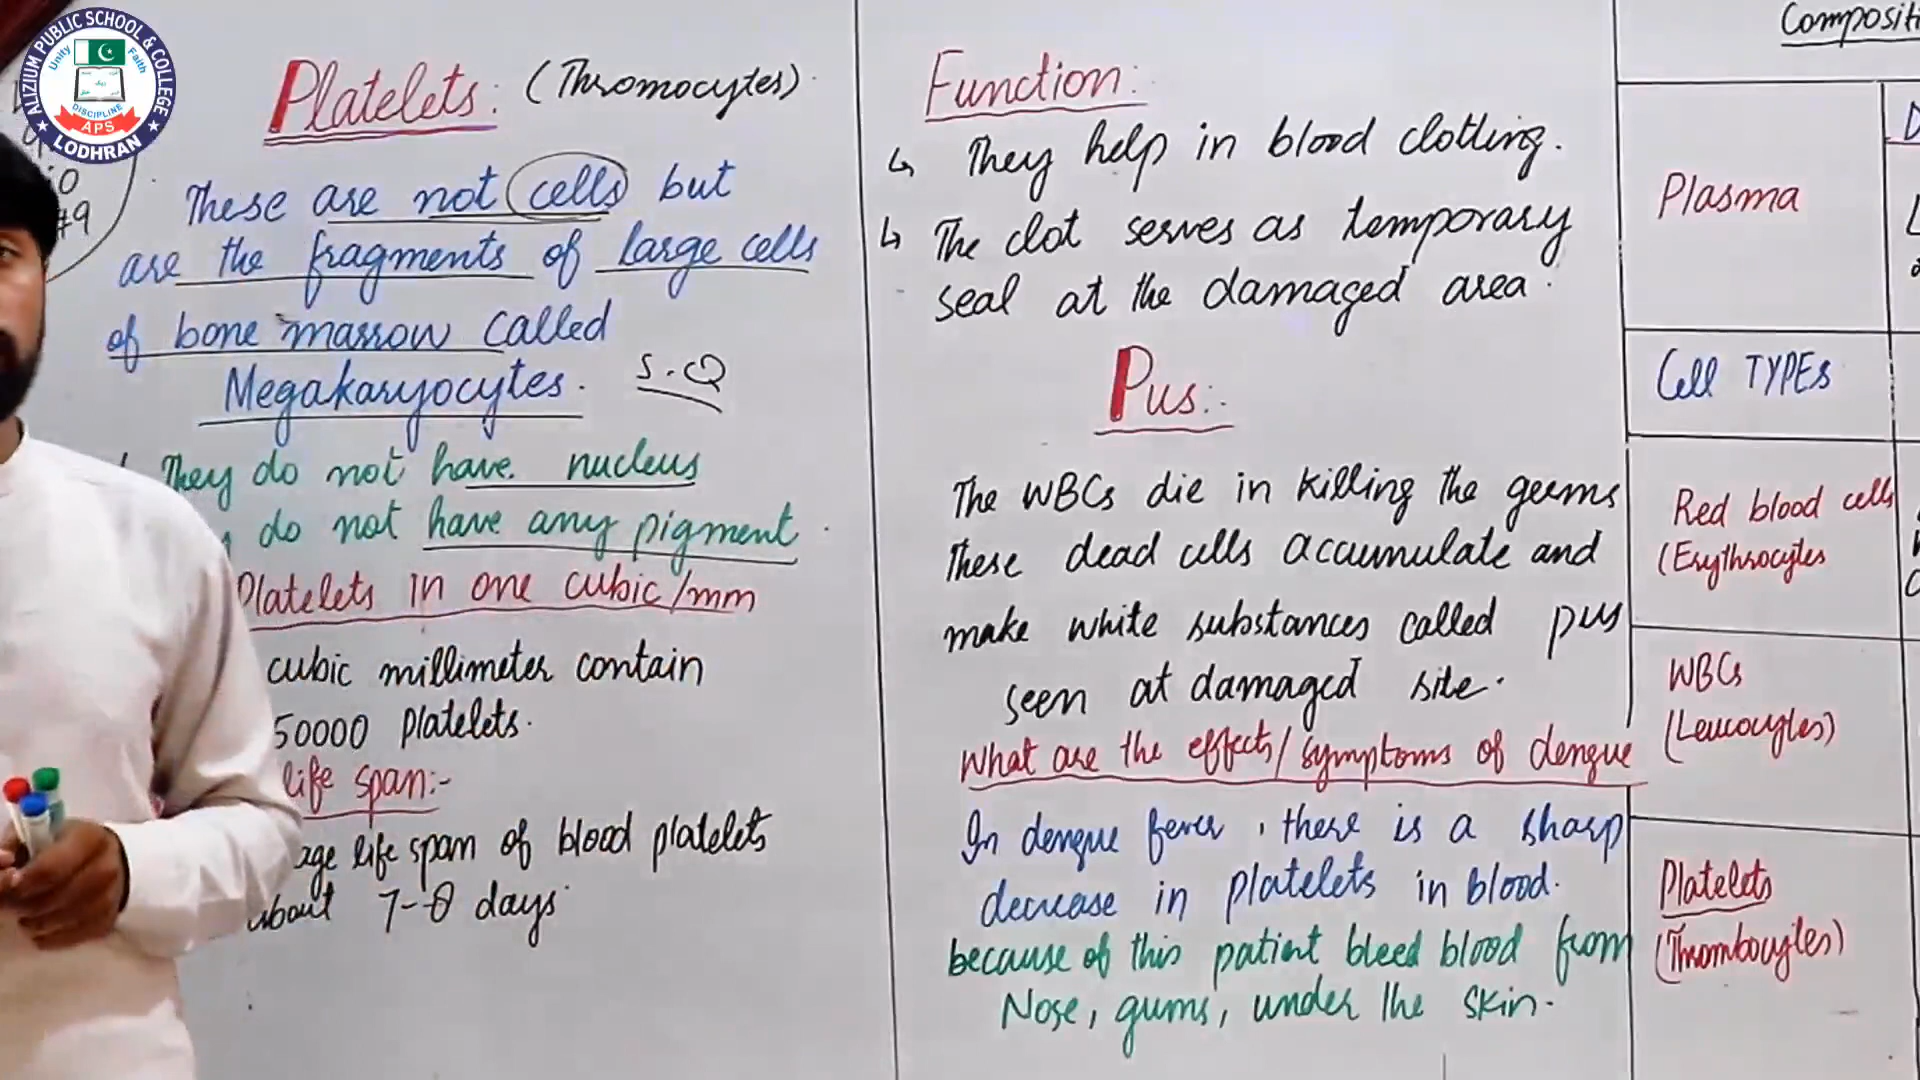 ALIZIUM PUBLIC SCHOOL & COLLEGE
Unity
Faith
DISCIPLINE
APS
LODHRAN
Platelets: (Thromocytes).
These are not cells but
are the fragments of large cells
of bone marrow called
Megakaryocytes. S.Q
They do not have nucleus
do not have any pigment.
Platelets in one cubic/mm
cubic millimeter contain
50000 Platelets.
life span:-
age life span of blood platelets
about 7-8 days.
Function:
They help in blood clotting.
The clot serves as temporary
seal at the damaged area.
Pus:
The WBCs die in killing the germs
These dead cells accumulate and
make white substances called pus
seen at damaged site.
What are the effects/symptoms of dengue
In dengue fever, there is a sharp
decrease in platelets in blood.
because of this patient bleed blood from
Nose, gums, under the skin.
Compositi
Plasma
Cell TYPEs
Red blood cells
(Erythrocytes
WBCs
(Leucocytes)
Platelets
(Thrombocytes)